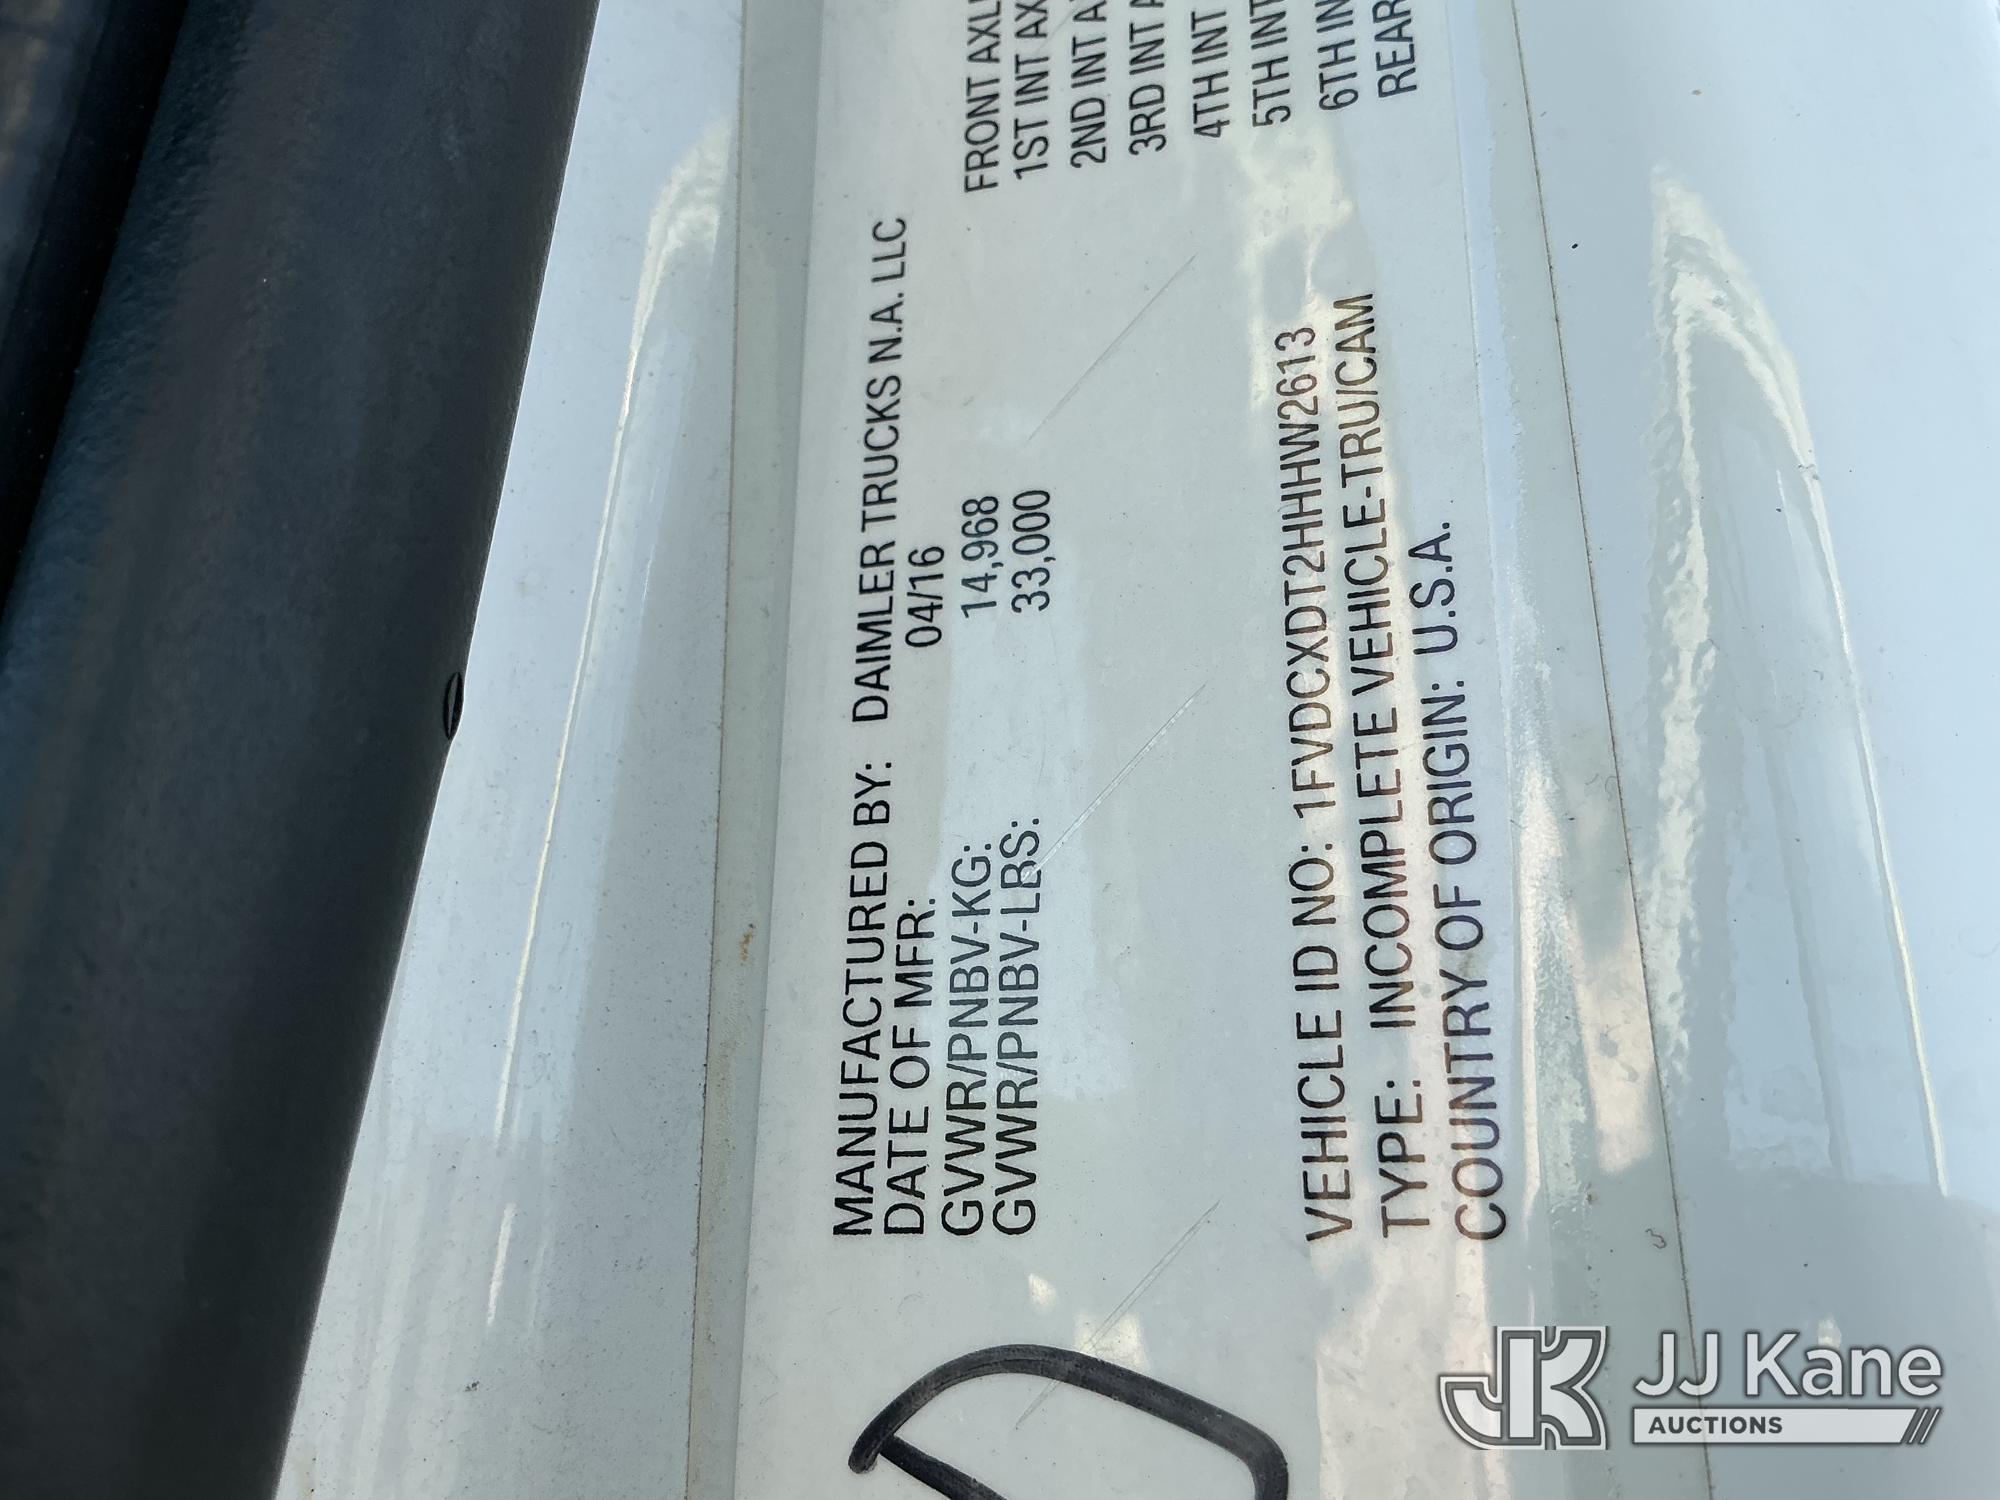 MANUFACTURED BY: DAIMLER TRUCKS N.A. LLC
DATE OF MFR: 04/16
GVWR/PNBV-KG: 14,968
GVWR/PNBV-LBS: 33,000
FRONT AXL
1ST INT AX
2ND INT A
3RD INT A
4TH INT
5TH INT
6TH IN
REAR
VEHICLE ID NO: 1FVDCXDT2HHHW2613
TYPE: INCOMPLETE VEHICLE-TRU/CAM
COUNTRY OF ORIGIN: U.S.A.
JK JJ Kane
AUCTIONS